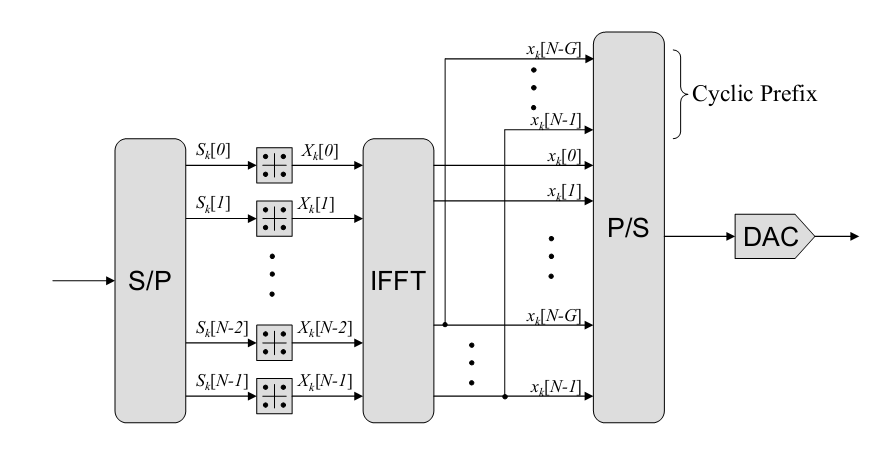 x_k[N-G]
Cyclic Prefix
x_k[N-1]
S_k[0]
X_k[0]
x_k[0]
S_k[1]
X_k[1]
x_k[1]
P/S
DAC
S/P
IFFT
S_k[N-2]
X_k[N-2]
x_k[N-G]
S_k[N-1]
X_k[N-1]
x_k[N-1]